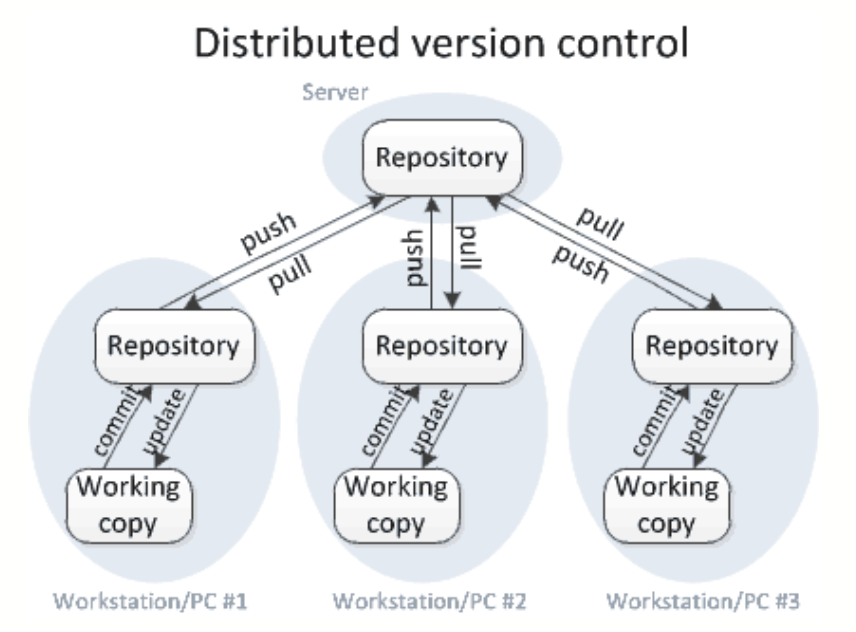 Distributed version control
Server
Repository
push
pull
push
pull
pull
push
Repository
Repository
Repository
commit
update
commit
update
commit
update
Working
copy
Working
copy
Working
copy
Workstation/PC #1
Workstation/PC #2
Workstation/PC #3